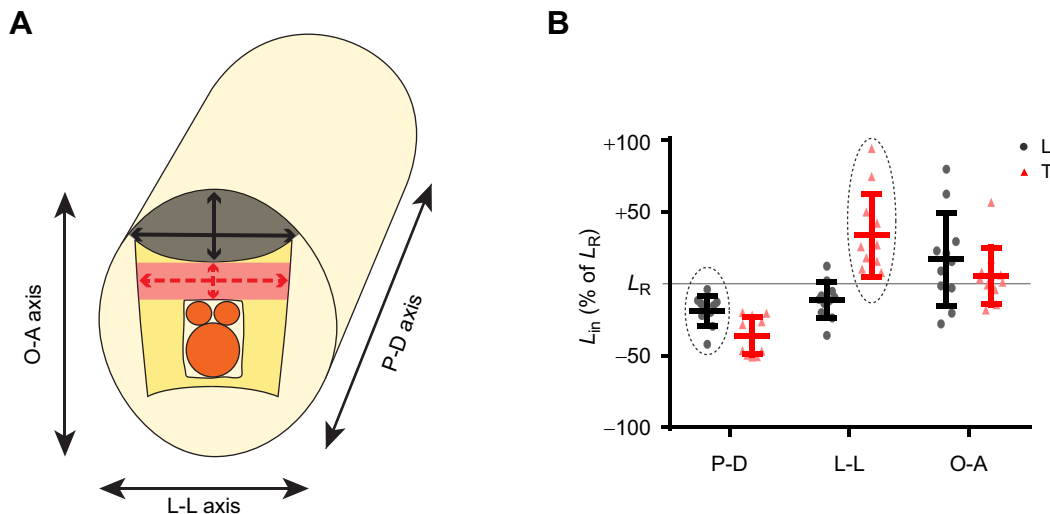 A
O-A axis
P-D axis
L-L axis
B
L
T
+100
+50
LR
−50
−100
Lin (% of LR)
P-D
L-L
O-A